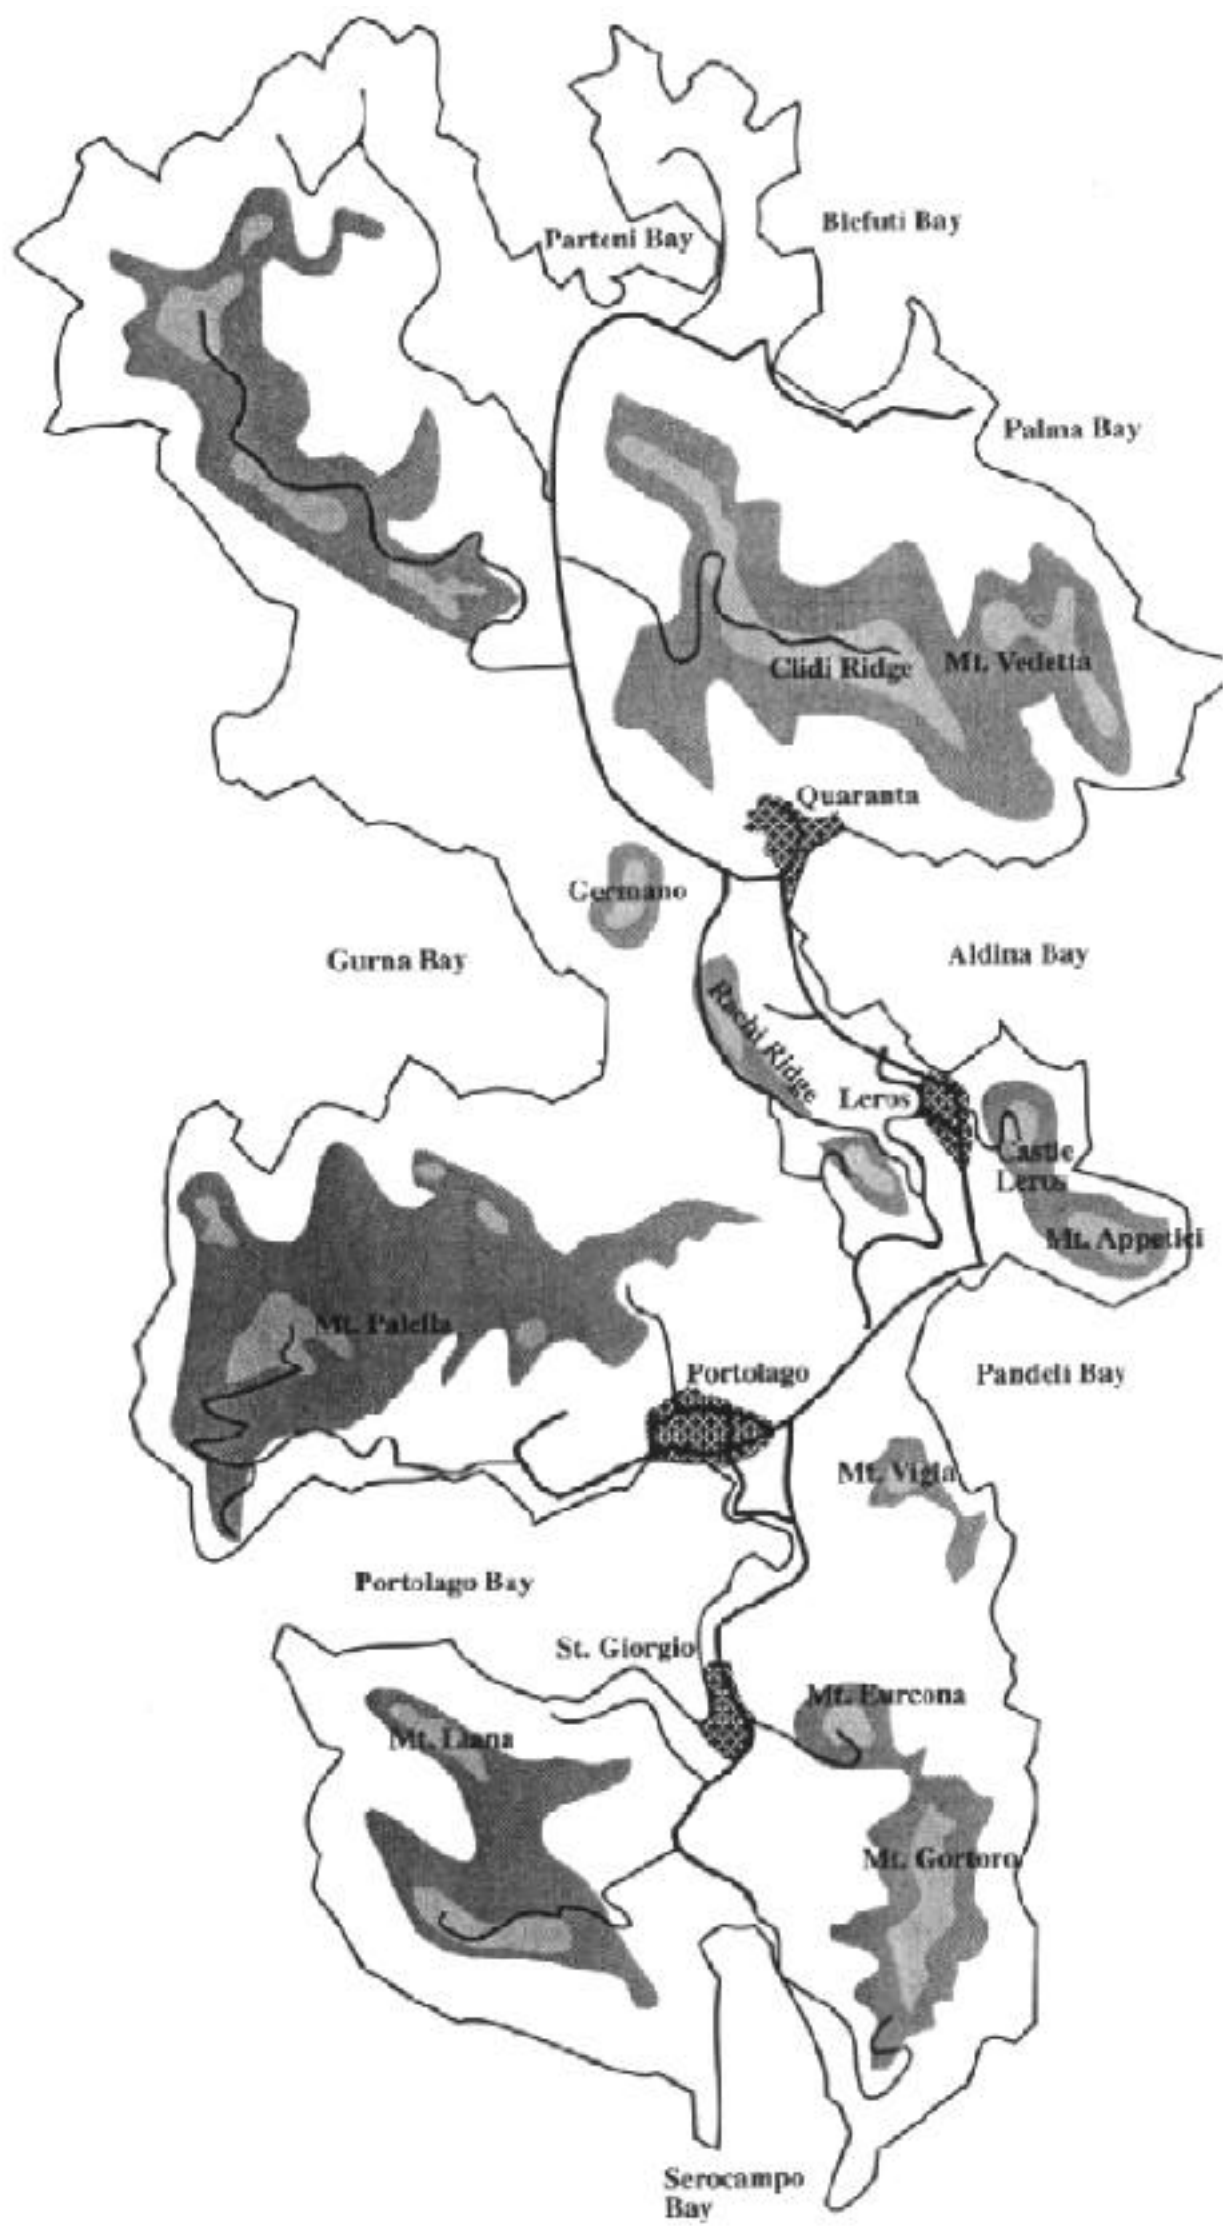 Blefuti Bay
Parteni Bay
Palma Bay
Clidi Ridge
Mt. Vedetta
Quaranta
Germano
Gurna Bay
Aldina Bay
Rachi Ridge
Leros
Castle
Leros
Mt. Appetici
Mt. Palella
Portolago
Pandeli Bay
Mt. Vigla
Portolago Bay
St. Giorgio
Mt. Eurcona
Mt. Liana
Mt. Gortoro
Serocampo
Bay